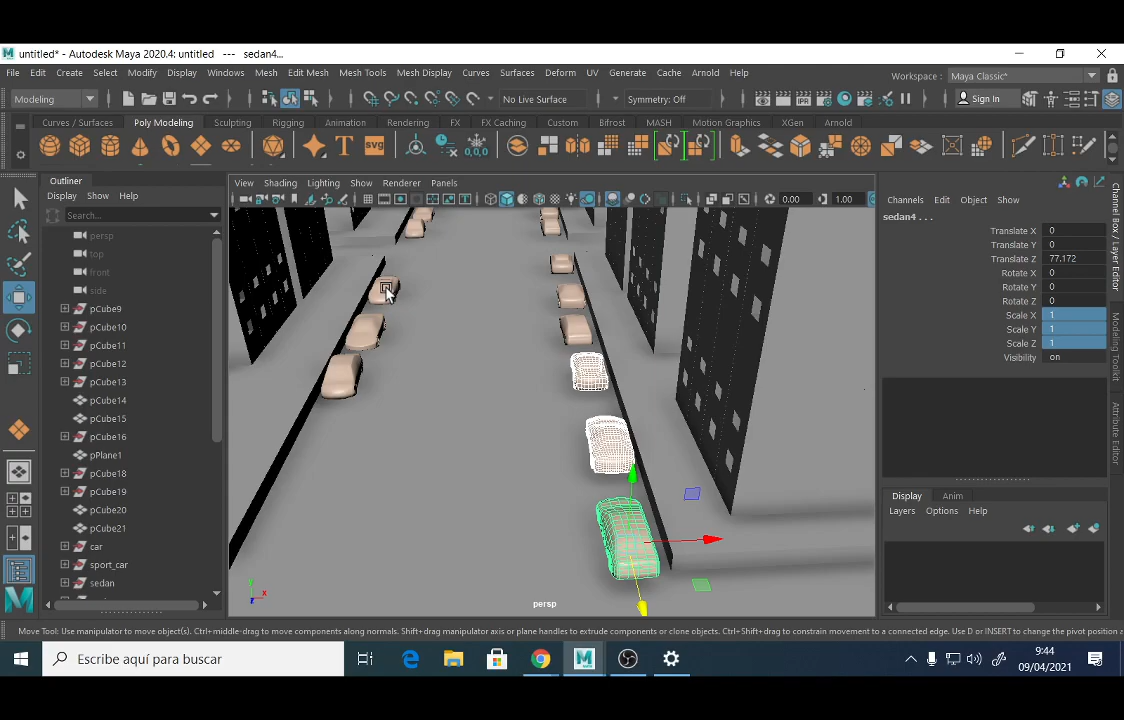 untitled* - Autodesk Maya 2020.4: untitled --- sedan4...
File Edit Create Select Modify Display Windows Mesh Edit Mesh Mesh Tools Mesh Display Curves Surfaces Deform UV Generate Cache Arnold Help
Workspace : Maya Classic*
Modeling
No Live Surface
Symmetry: Off
Sign In
Curves / Surfaces Poly Modeling Sculpting Rigging Animation Rendering FX FX Caching Custom Bifrost MASH Motion Graphics XGen Arnold
Outliner
Display Show Help
Search...
persp
top
front
side
pCube9
pCube10
pCube11
pCube12
pCube13
pCube14
pCube15
pCube16
pPlane1
pCube18
pCube19
pCube20
pCube21
car
sport_car
sedan
View Shading Lighting Show Renderer Panels
0.00
1.00
persp
Channels Edit Object Show
sedan4 ...
Translate X 0
Translate Y 0
Translate Z 77.172
Rotate X 0
Rotate Y 0
Rotate Z 0
Scale X 1
Scale Y 1
Scale Z 1
Visibility on
Display Anim
Layers Options Help
Channel Box / Layer Editor
Modeling Toolkit
Attribute Editor
Move Tool: Use manipulator to move object(s). Ctrl+middle-drag to move components along normals. Shift+drag manipulator axis or plane handles to extrude components or clone objects. Ctrl+Shift+drag to constrain movement to a connected edge. Use D or INSERT to change the pivot position
Escribe aquí para buscar
9:44
09/04/2021